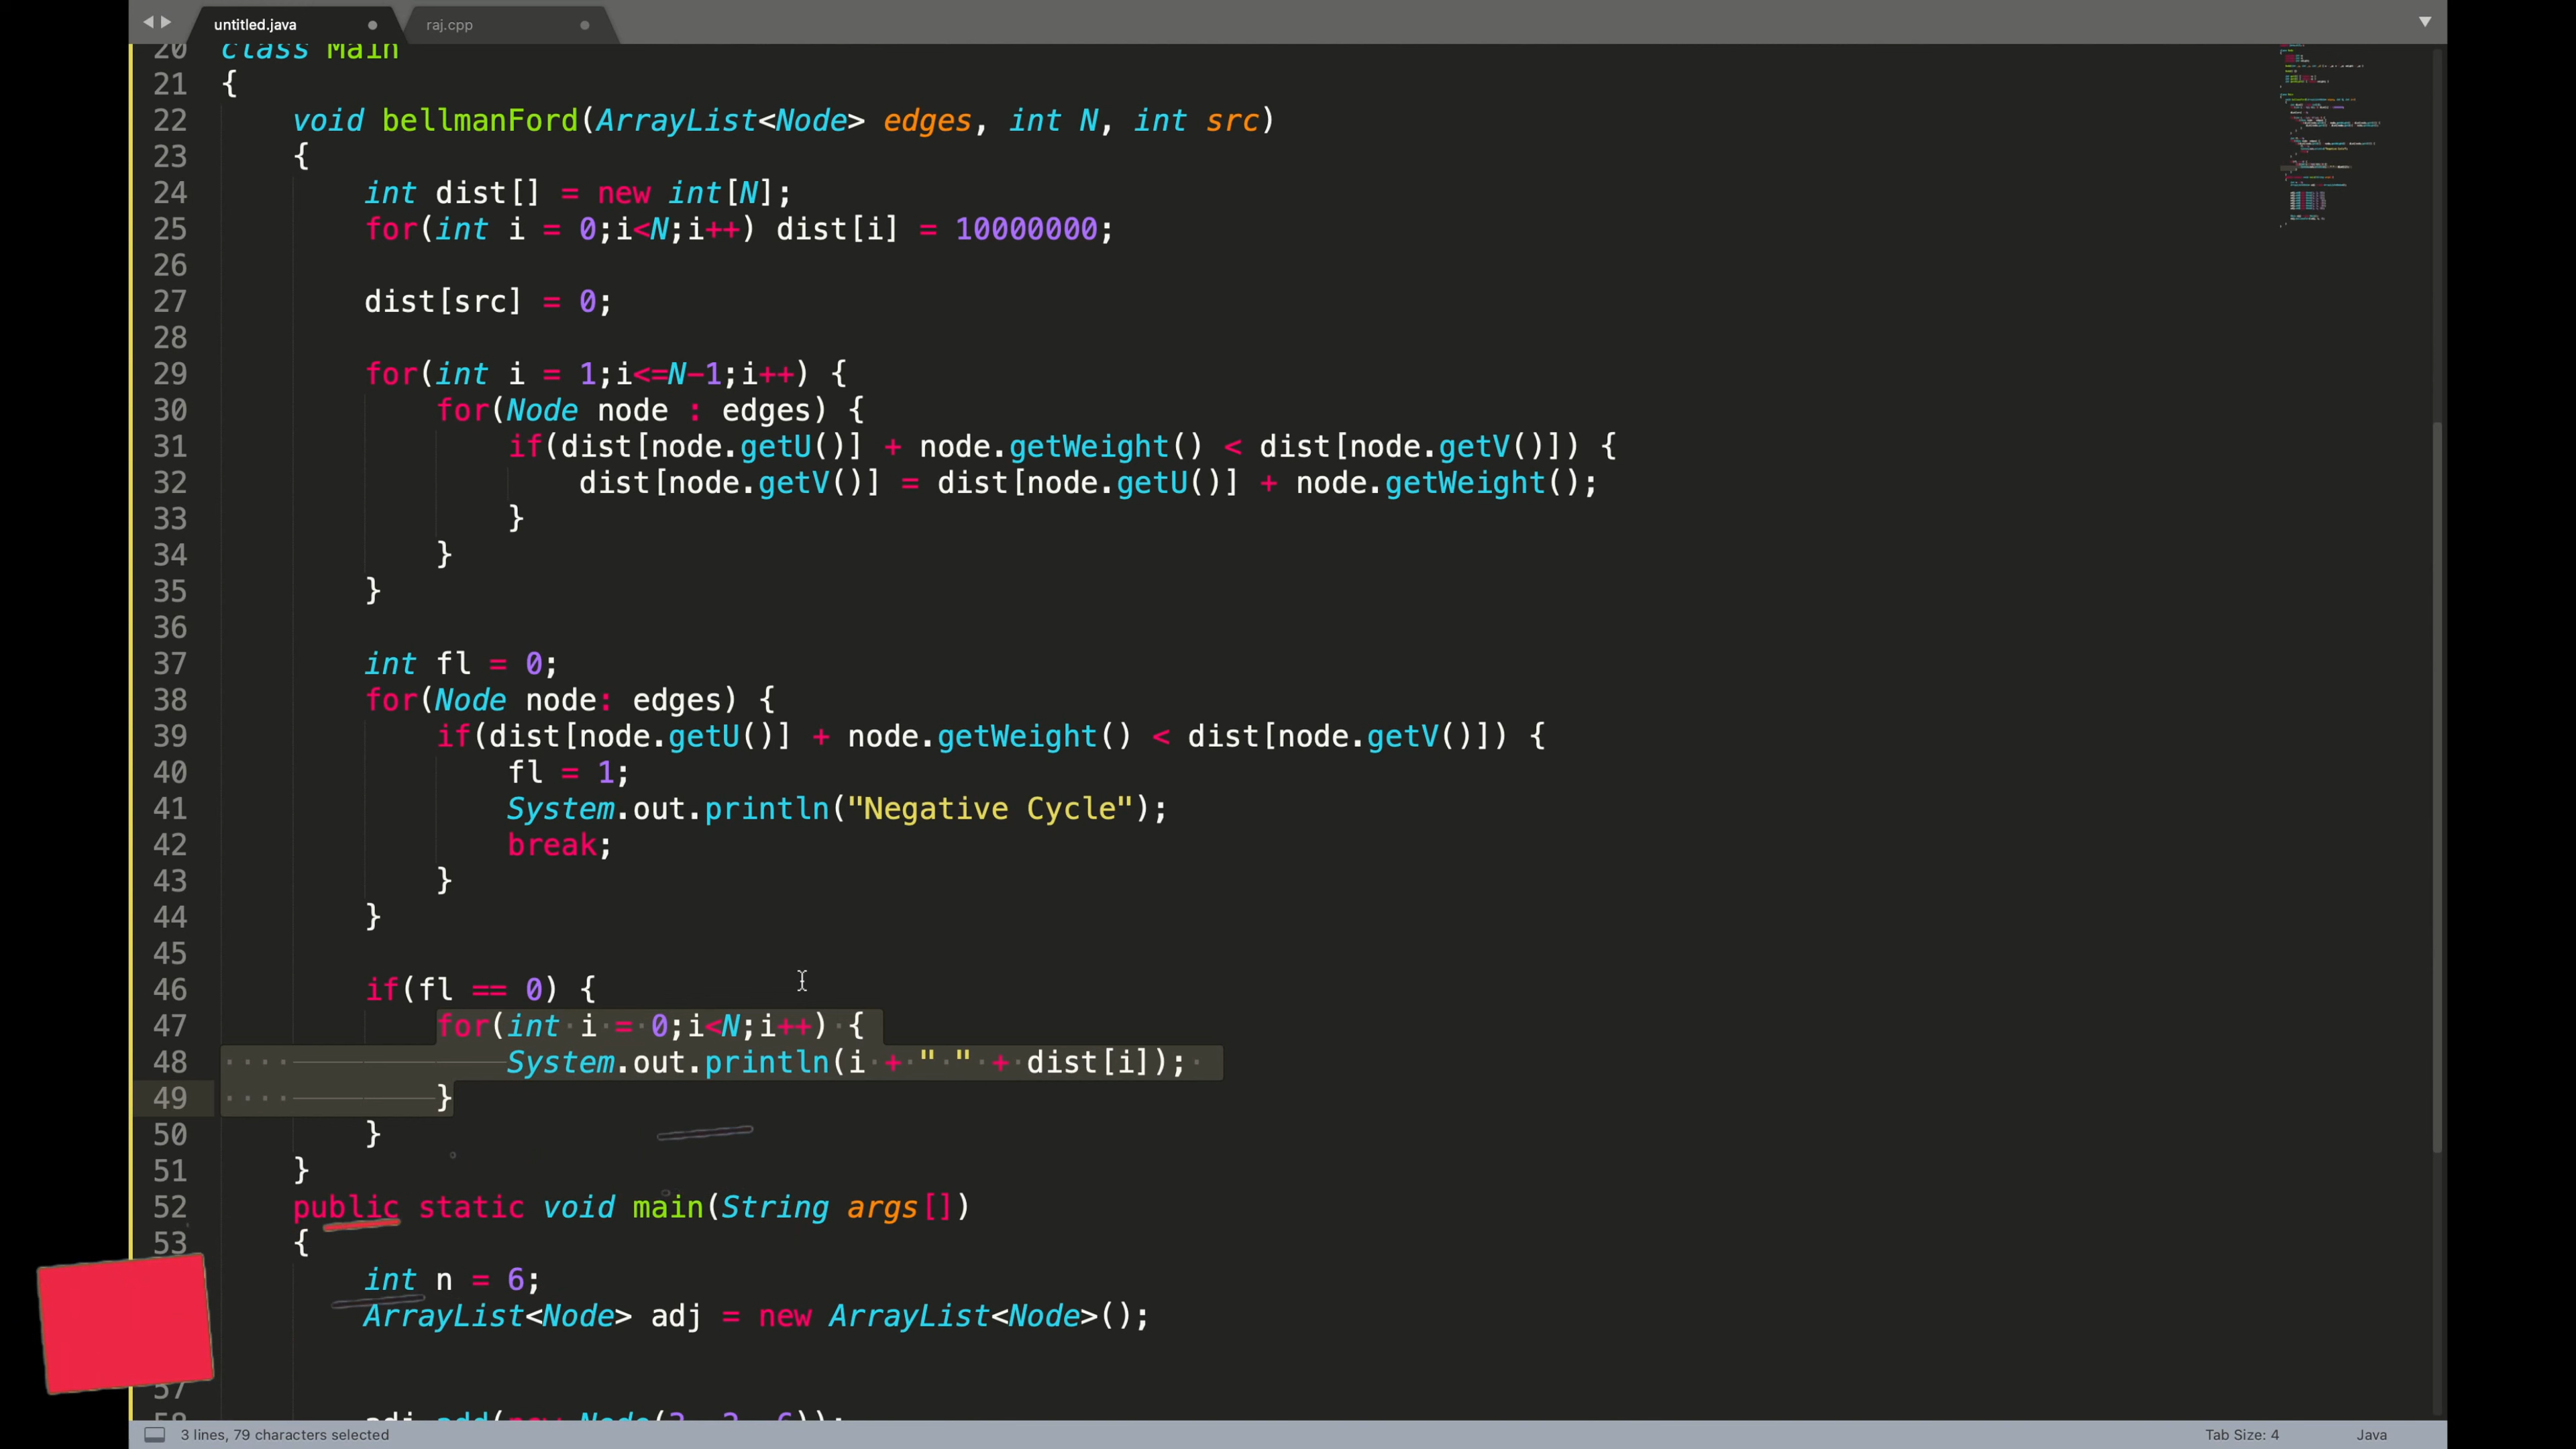 untitled.java
raj.cpp
20 class Main
21 {
22 void bellmanFord(ArrayList<Node> edges, int N, int src)
23 {
24 int dist[] = new int[N];
25 for(int i = 0;i<N;i++) dist[i] = 10000000;
26
27 dist[src] = 0;
28
29 for(int i = 1;i<=N-1;i++) {
30 for(Node node : edges) {
31 if(dist[node.getU()] + node.getWeight() < dist[node.getV()]) {
32 dist[node.getV()] = dist[node.getU()] + node.getWeight();
33 }
34 }
35 }
36
37 int fl = 0;
38 for(Node node: edges) {
39 if(dist[node.getU()] + node.getWeight() < dist[node.getV()]) {
40 fl = 1;
41 System.out.println("Negative Cycle");
42 break;
43 }
44 }
45
46 if(fl == 0) {
47 for(int i = 0;i<N;i++) {
48 System.out.println(i + " " + dist[i]);
49 }
50 }
51 }
52 public static void main(String args[])
53 {
int n = 6;
ArrayList<Node> adj = new ArrayList<Node>();
57
3 lines, 79 characters selected
Tab Size: 4
Java